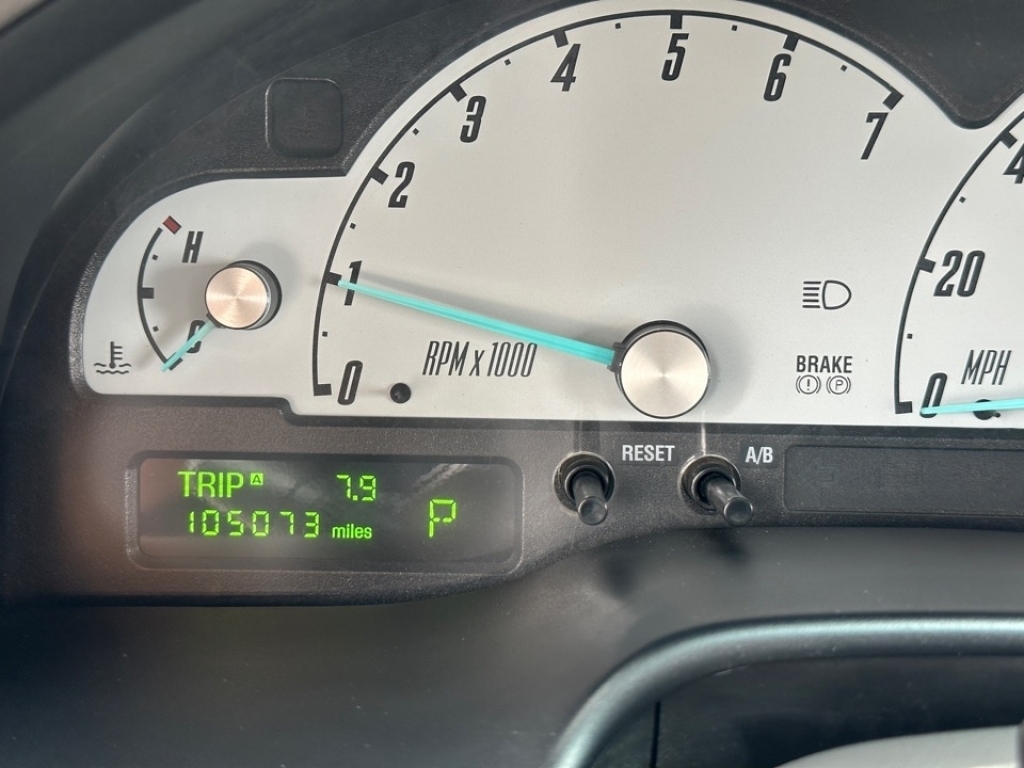 5
4
6
3
7
2
H
4
1
20
C
RPM x 1000
BRAKE
P
MPH
0
0
RESET
A/B
TRIP A 7.9
105073 miles
P